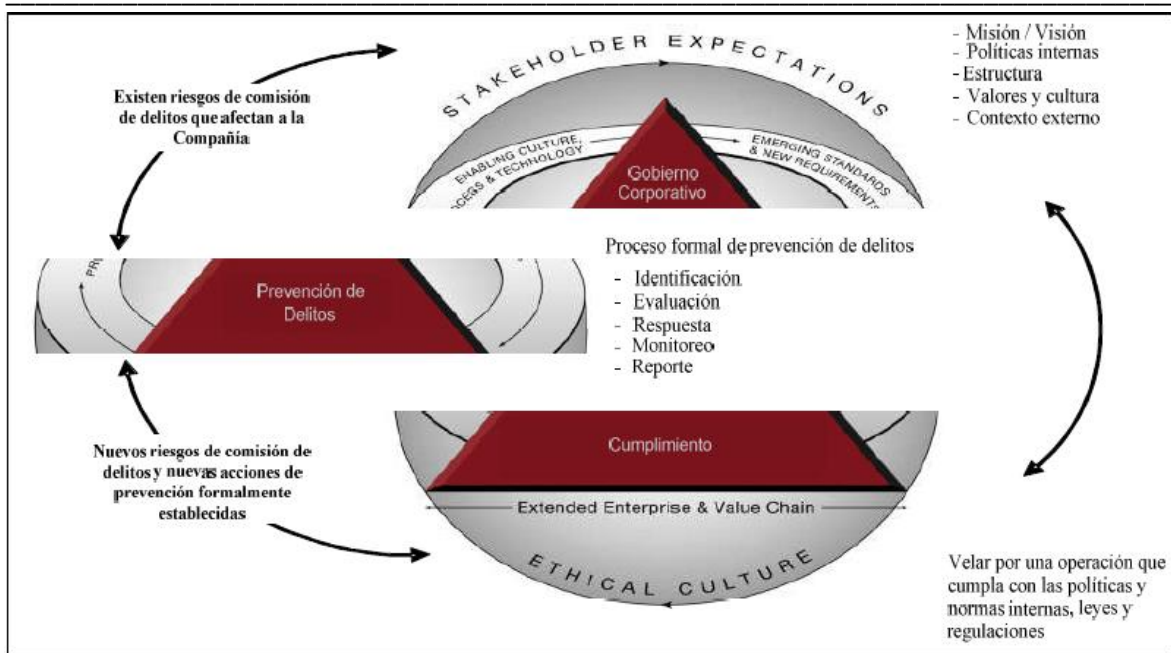 STAKEHOLDER EXPECTATIONS
- Misión / Visión
- Políticas internas
- Estructura
- Valores y cultura
- Contexto externo
Existen riesgos de comisión
de delitos que afectan a la
Compañía
ENABLING CULTURE,
& TECHNOLOGY
EMERGING STANDARDS
& NEW REQUIREMENTS
Gobierno
Corporativo
Proceso formal de prevención de delitos
- Identificación
- Evaluación
- Respuesta
- Monitoreo
- Reporte
Prevención de
Delitos
Cumplimiento
Nuevos riesgos de comisión de
delitos y nuevas acciones de
prevención formalmente
establecidas
Extended Enterprise & Value Chain
ETHICAL CULTURE
Velar por una operación que
cumpla con las políticas y
normas internas, leyes y
regulaciones